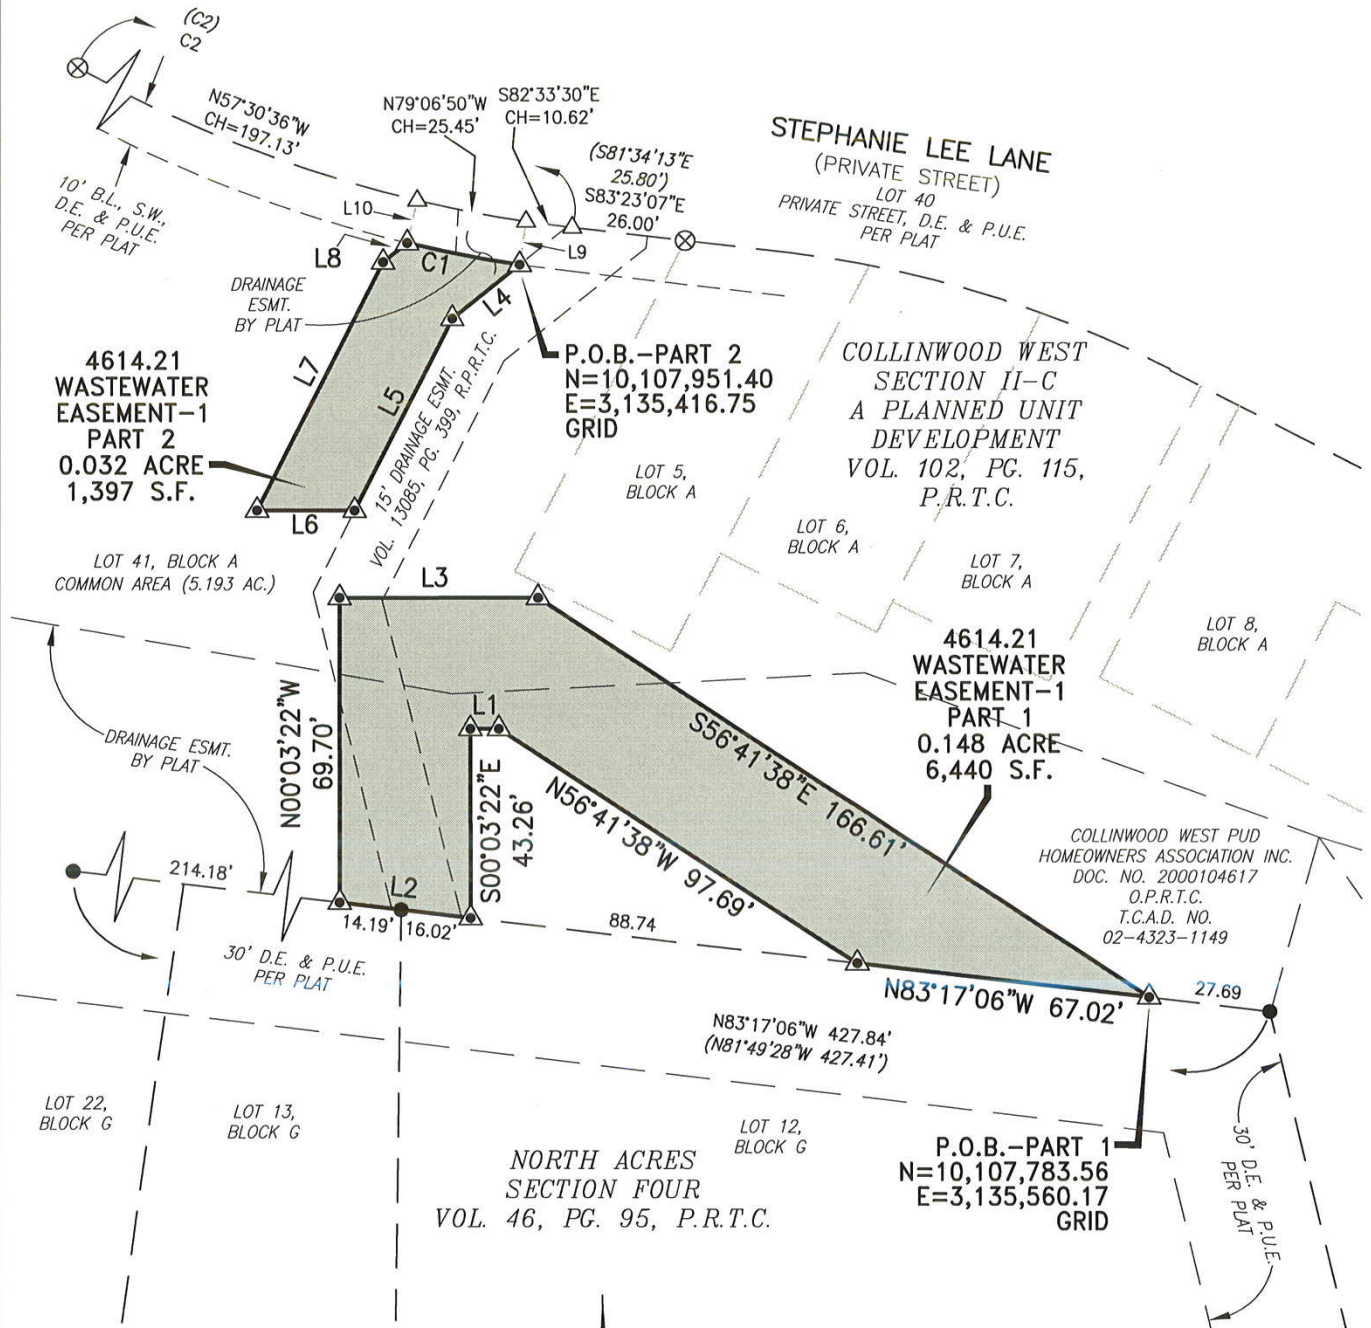 (C2)
C2
N57°30'36"W
CH=197.13'
N79°06'50"W
CH=25.45'
S82°33'30"E
CH=10.62'
(S81°34'13"E
25.80')
S83°23'07"E
26.00'
STEPHANIE LEE LANE
(PRIVATE STREET)
LOT 40
PRIVATE STREET, D.E. & P.U.E.
PER PLAT
10' B.L., S.W.,
D.E. & P.U.E.
PER PLAT
L10
L9
L8
C1
L4
DRAINAGE
ESMT.
BY PLAT
4614.21
WASTEWATER
EASEMENT-1
PART 2
0.032 ACRE
1,397 S.F.
L7
L5
L6
15' DRAINAGE ESMT.
VOL. 13085, PG. 399, R.P.R.T.C.
P.O.B.-PART 2
N=10,107,951.40
E=3,135,416.75
GRID
COLLINWOOD WEST
SECTION II-C
A PLANNED UNIT
DEVELOPMENT
VOL. 102, PG. 115,
P.R.T.C.
LOT 5,
BLOCK A
LOT 6,
BLOCK A
LOT 7,
BLOCK A
LOT 8,
BLOCK A
LOT 41, BLOCK A
COMMON AREA (5.193 AC.)
L3
4614.21
WASTEWATER
EASEMENT-1
PART 1
0.148 ACRE
6,440 S.F.
L1
DRAINAGE ESMT.
BY PLAT
N00°03'22"W
69.70'
S00°03'22"E
43.26'
S56°41'38"E 166.61'
N56°41'38"W 97.69'
COLLINWOOD WEST PUD
HOMEOWNERS ASSOCIATION INC.
DOC. NO. 2000104617
O.P.R.T.C.
T.C.A.D. NO.
02-4323-1149
214.18'
L2
14.19'
16.02'
88.74
30' D.E. & P.U.E.
PER PLAT
N83°17'06"W 67.02'
27.69
N83°17'06"W 427.84'
(N81°49'28"W 427.41')
LOT 22,
BLOCK G
LOT 13,
BLOCK G
LOT 12,
BLOCK G
NORTH ACRES
SECTION FOUR
VOL. 46, PG. 95, P.R.T.C.
P.O.B.-PART 1
N=10,107,783.56
E=3,135,560.17
GRID
30' D.E. & P.U.E.
PER PLAT